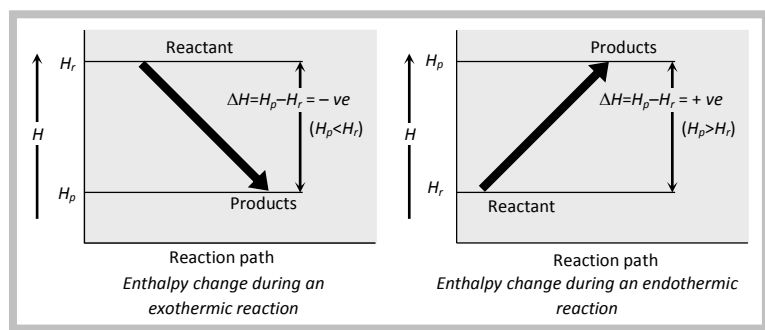 Reactant
H_r
ΔH=H_p–H_r = – ve
(H_p<H_r)
H
H_p
Products
Reaction path
Enthalpy change during an
exothermic reaction
Products
H_p
ΔH=H_p–H_r = + ve
(H_p>H_r)
H
H_r
Reactant
Reaction path
Enthalpy change during an endothermic
reaction